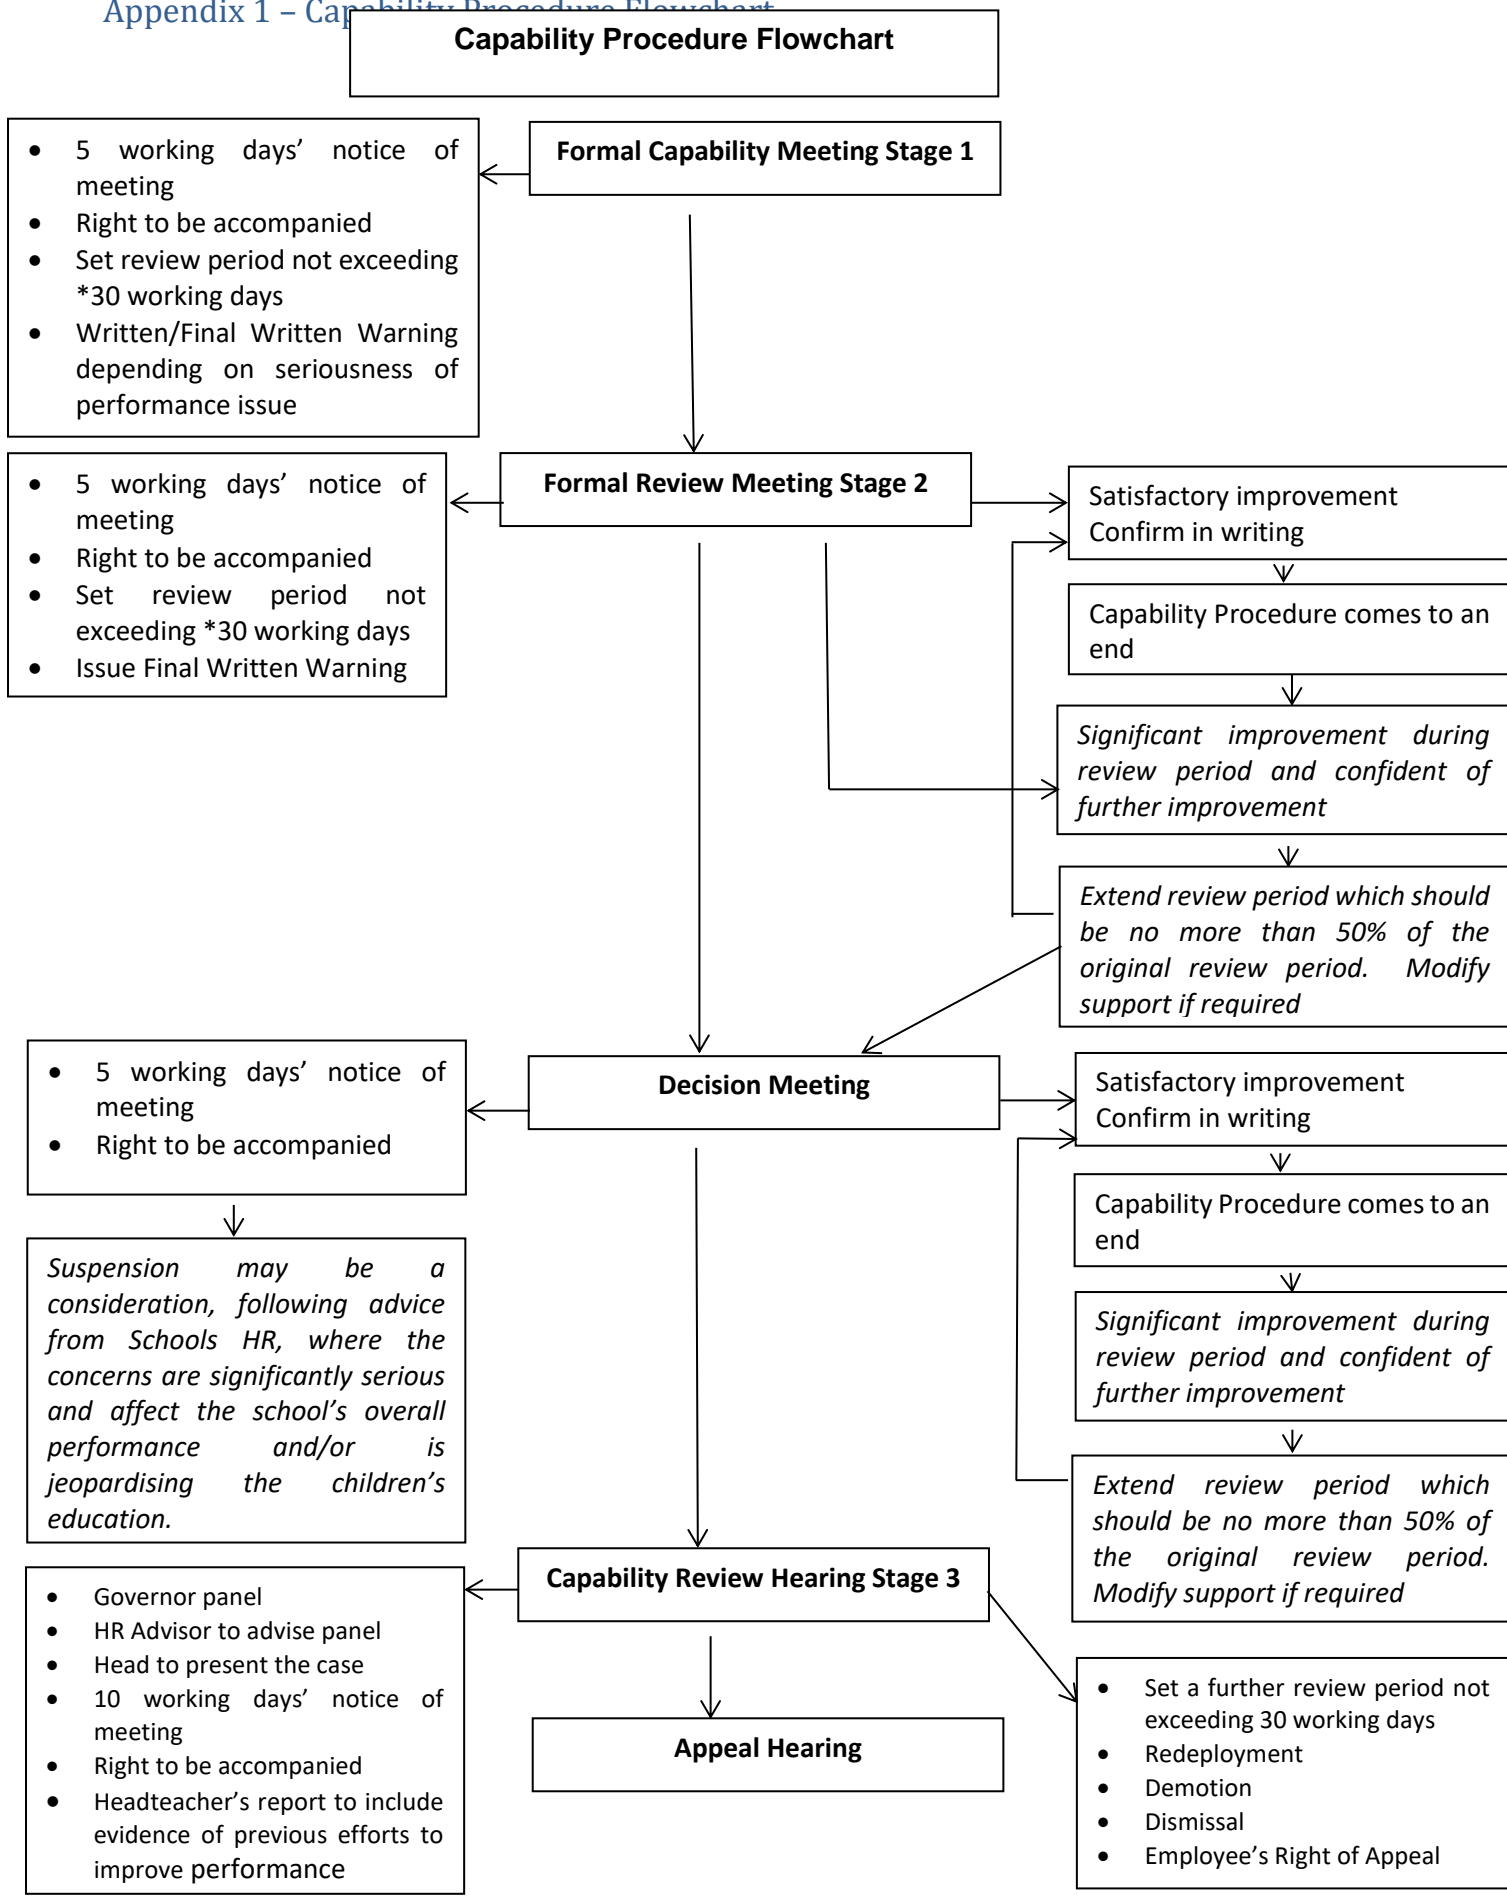 Appendix 1 – Capability Procedure Flowchart
Capability Procedure Flowchart
• 5 working days’ notice of
meeting
• Right to be accompanied
• Set review period not exceeding
*30 working days
• Written/Final Written Warning
depending on seriousness of
performance issue
Formal Capability Meeting Stage 1
• 5 working days’ notice of
meeting
• Right to be accompanied
• Set review period not
exceeding *30 working days
• Issue Final Written Warning
Formal Review Meeting Stage 2
Satisfactory improvement
Confirm in writing
Capability Procedure comes to an
end
Significant improvement during
review period and confident of
further improvement
Extend review period which should
be no more than 50% of the
original review period. Modify
support if required
• 5 working days’ notice of
meeting
• Right to be accompanied
Decision Meeting
Satisfactory improvement
Confirm in writing
Capability Procedure comes to an
end
Suspension may be a
consideration, following advice
from Schools HR, where the
concerns are significantly serious
and affect the school’s overall
performance and/or is
jeopardising the children’s
education.
Significant improvement during
review period and confident of
further improvement
Extend review period which
should be no more than 50% of
the original review period.
Modify support if required
Capability Review Hearing Stage 3
• Governor panel
• HR Advisor to advise panel
• Head to present the case
• 10 working days’ notice of
meeting
• Right to be accompanied
• Headteacher’s report to include
evidence of previous efforts to
improve performance
Appeal Hearing
• Set a further review period not
exceeding 30 working days
• Redeployment
• Demotion
• Dismissal
• Employee’s Right of Appeal